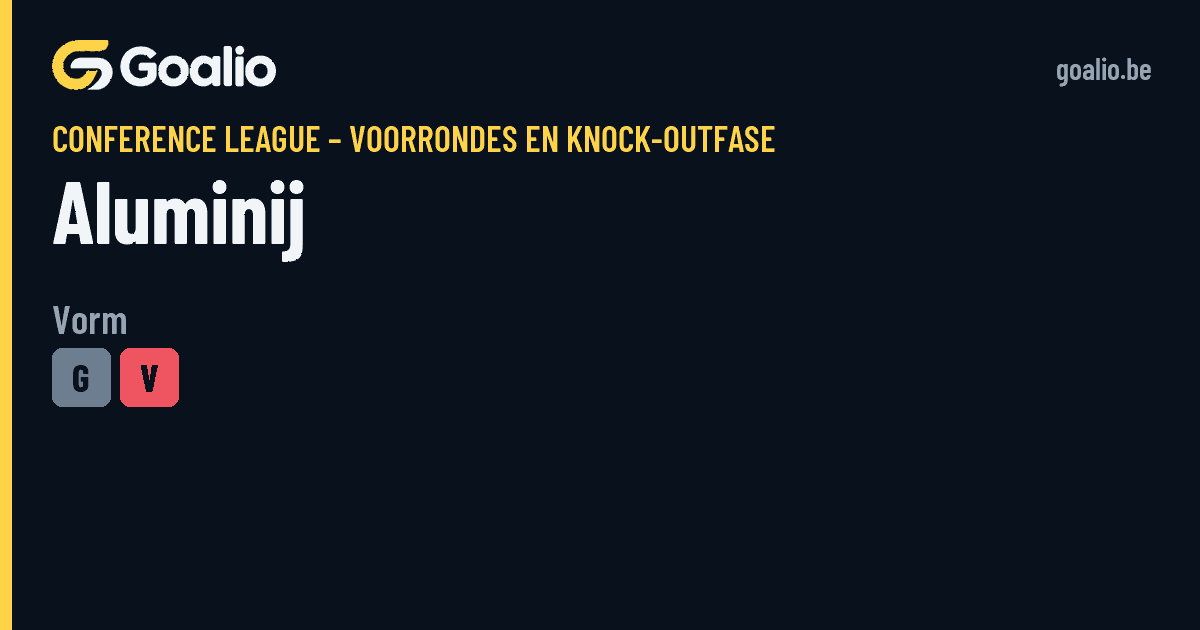 Goalio
goalio.be
CONFERENCE LEAGUE – VOORRONDES EN KNOCK-OUTFASE
Aluminij
Vorm
G V